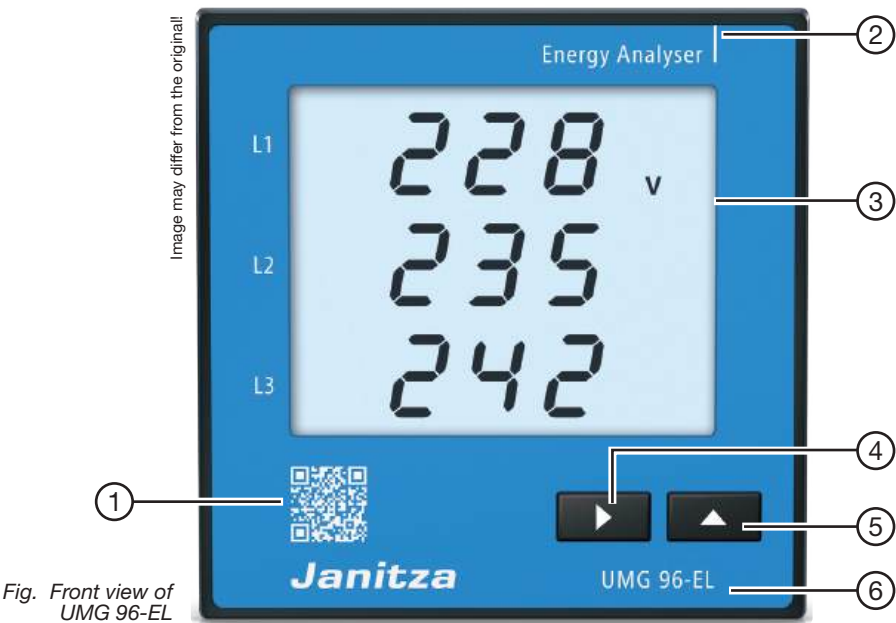 Image may differ from the original!
Energy Analyser
2
L1
228
V
3
L2
235
L3
242
4
1
5
Janitza
UMG 96-EL
6
Fig. Front view of
UMG 96-EL